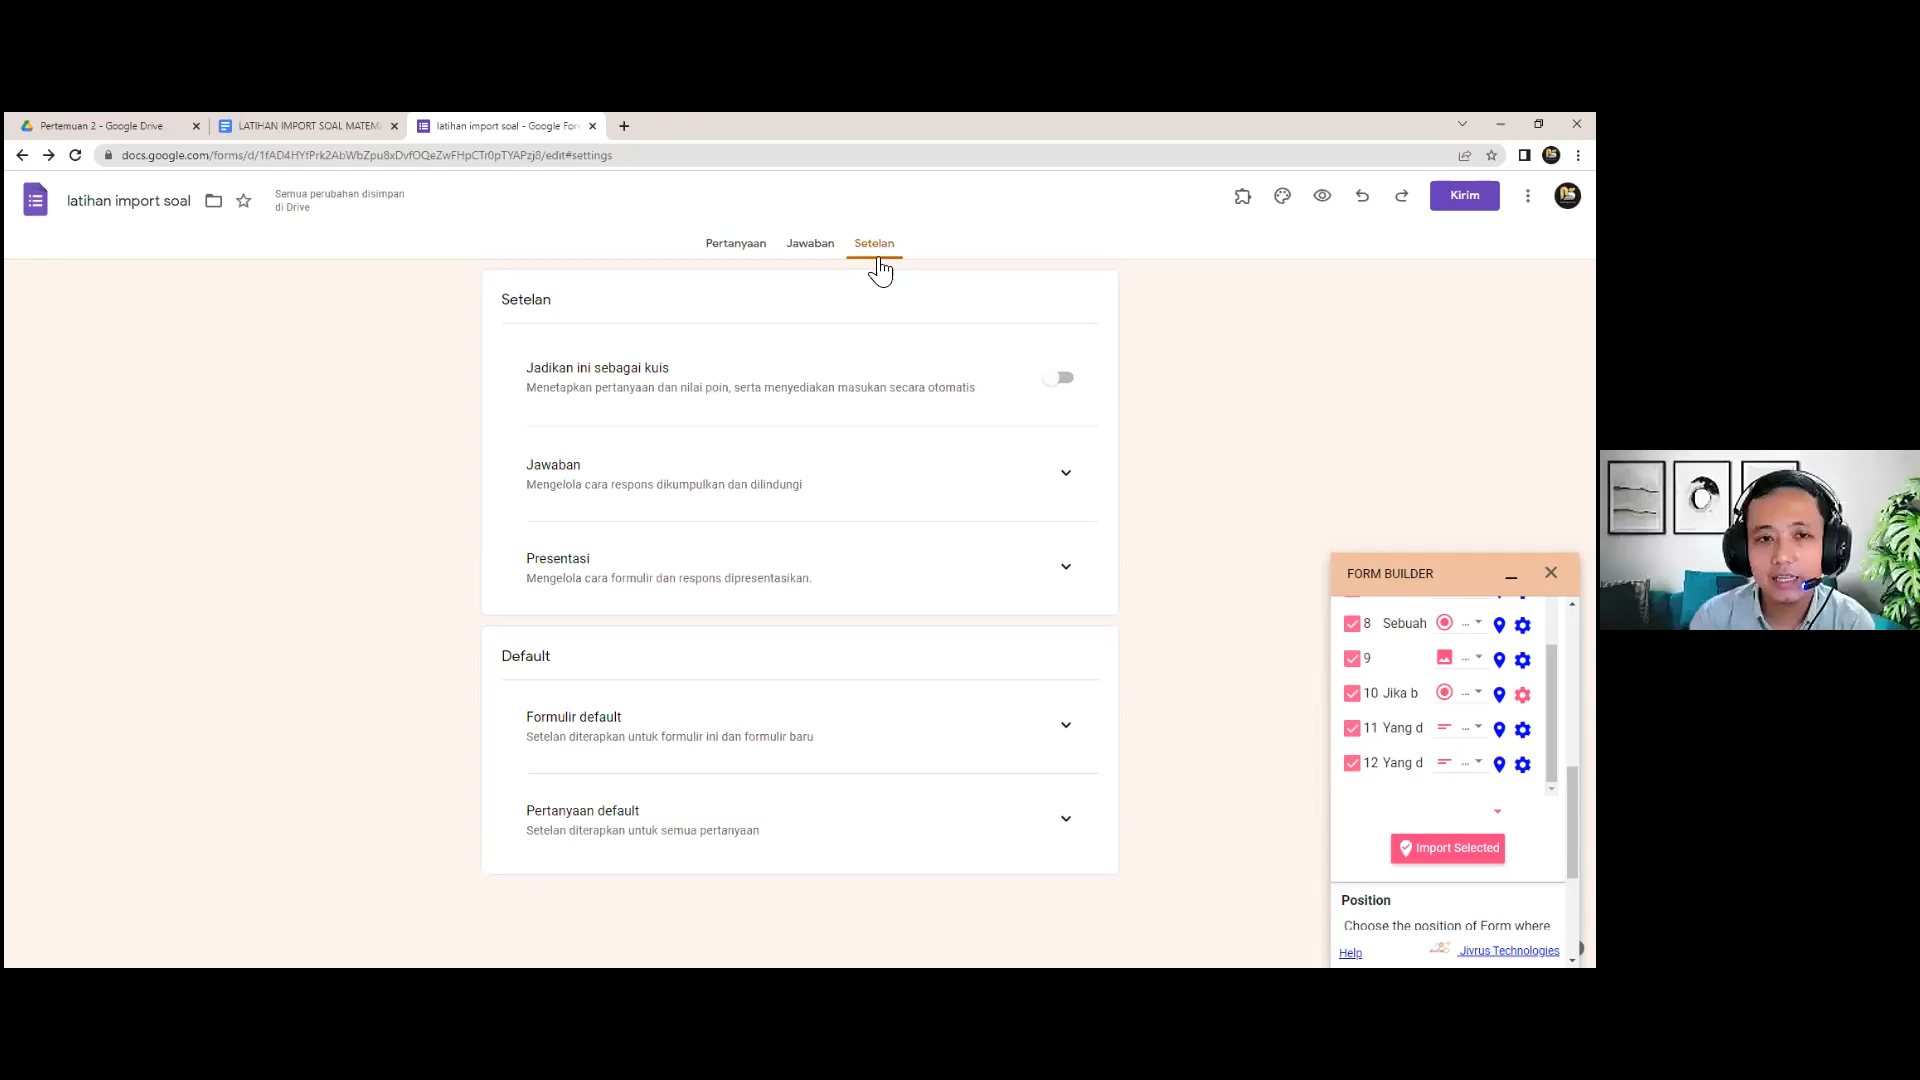 Pertemuan 2 - Google Drive
LATIHAN IMPORT SOAL MATEM
latihan import soal - Google For
docs.google.com/forms/d/1fAD4HYfPrk2AbWbZpu8xDvfOQeZwFHpCTr0pTYAPzj8/edit#settings
latihan import soal
Semua perubahan disimpan
di Drive
Kirim
Pertanyaan
Jawaban
Setelan
Setelan
Jadikan ini sebagai kuis
Menetapkan pertanyaan dan nilai poin, serta menyediakan masukan secara otomatis
Jawaban
Mengelola cara respons dikumpulkan dan dilindungi
Presentasi
Mengelola cara formulir dan respons dipresentasikan.
Default
Formulir default
Setelan diterapkan untuk formulir ini dan formulir baru
Pertanyaan default
Setelan diterapkan untuk semua pertanyaan
FORM BUILDER
8 Sebuah ...
9 ...
10 Jika b ...
11 Yang d ...
12 Yang d ...
Import Selected
Position
Choose the position of Form where
Help
Jivrus Technologies